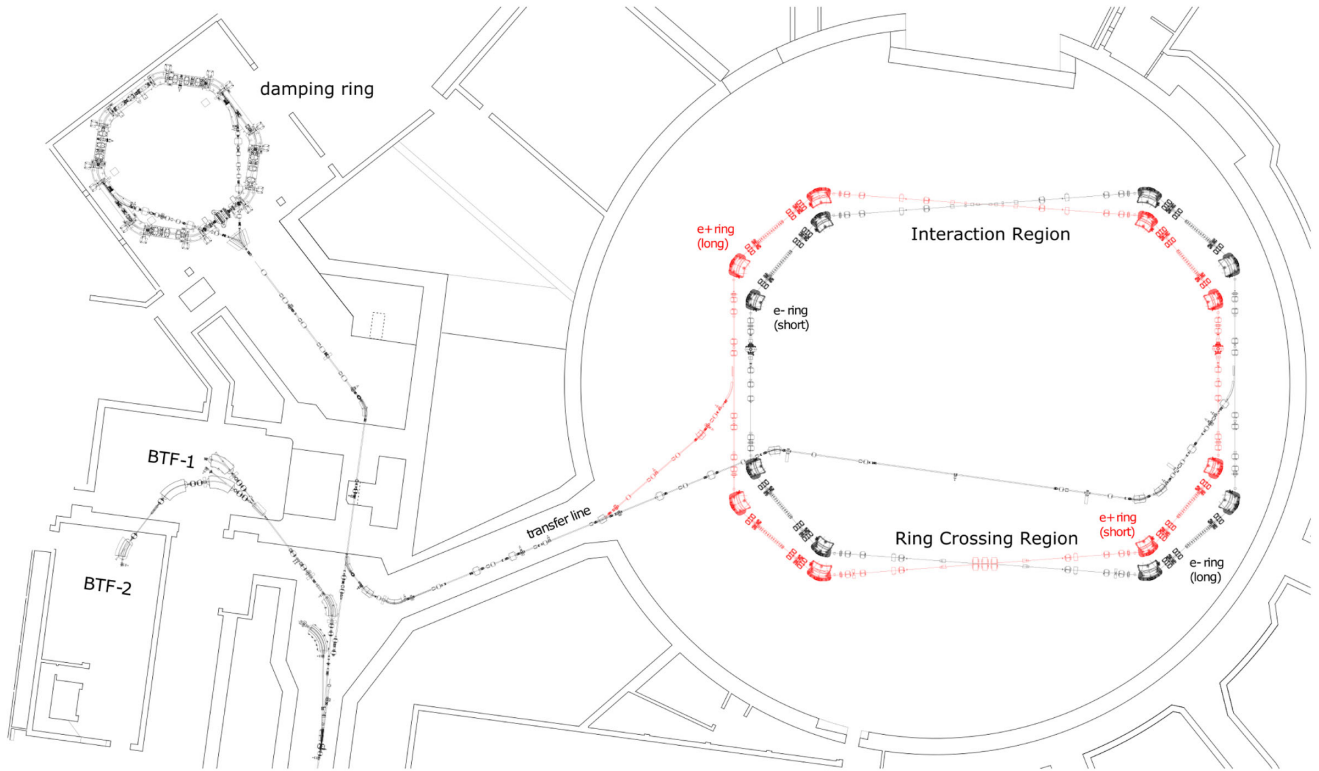 damping ring
e+ ring
(long)
Interaction Region
e- ring
(short)
BTF-1
transfer line
e+ ring
(short)
Ring Crossing Region
e- ring
(long)
BTF-2